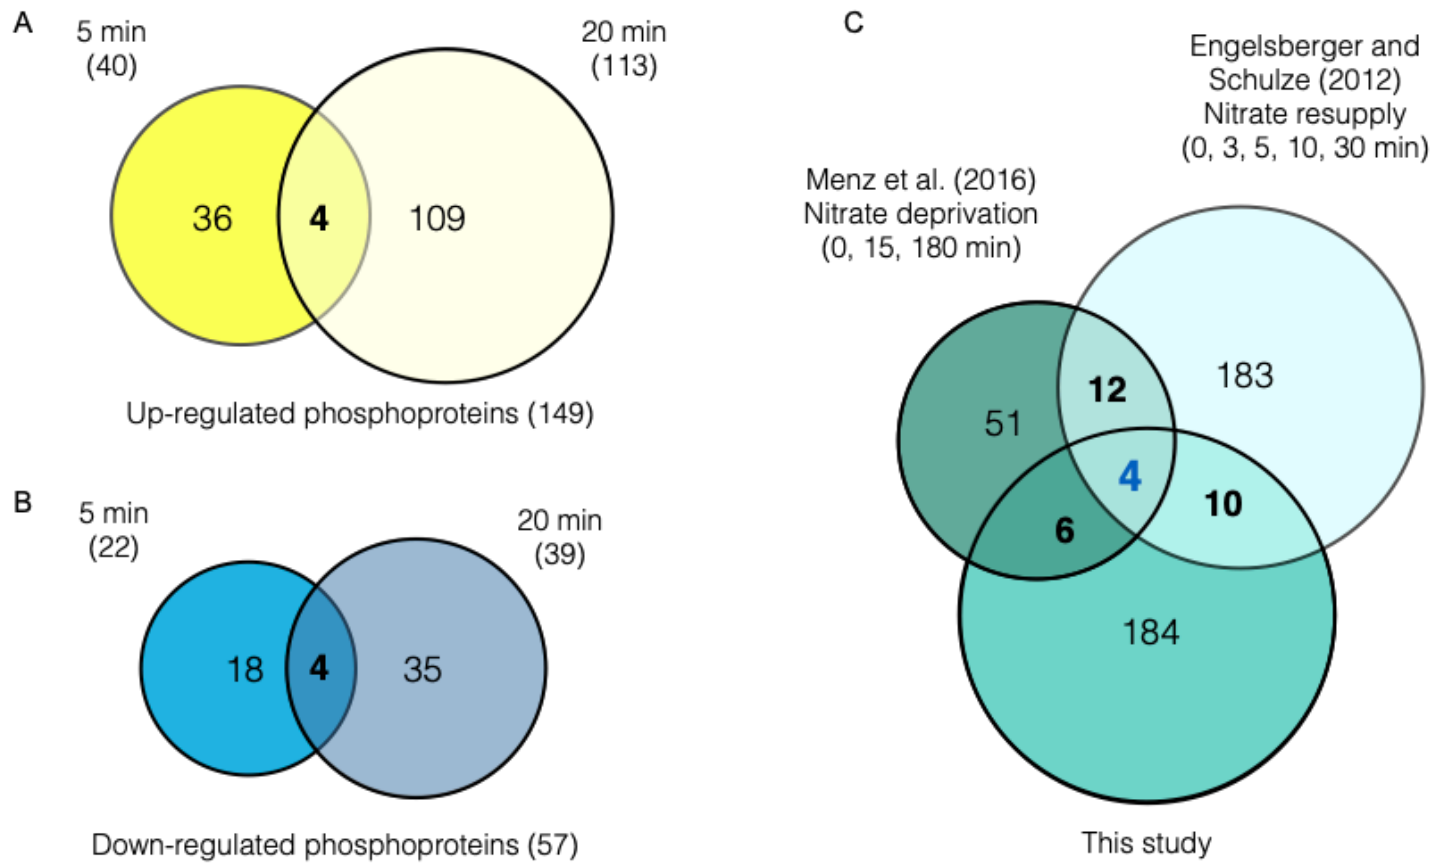 A
5 min
(40)
20 min
(113)
36
4
109
Up-regulated phosphoproteins (149)
B
5 min
(22)
20 min
(39)
18
4
35
Down-regulated phosphoproteins (57)
C
Engelsberger and
Schulze (2012)
Nitrate resupply
(0, 3, 5, 10, 30 min)
Menz et al. (2016)
Nitrate deprivation
(0, 15, 180 min)
183
12
51
4
10
6
184
This study